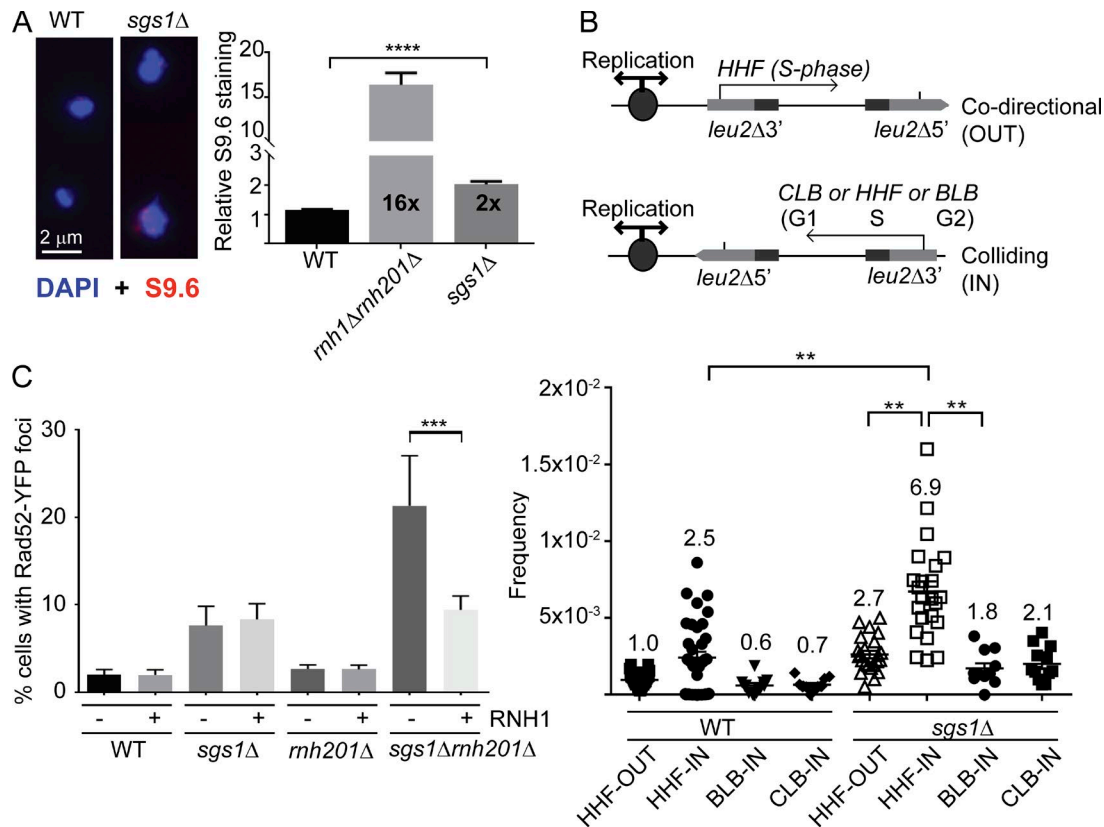 A
WT
sgs1Δ
2 μm
DAPI + S9.6
Relative S9.6 staining
20
15
10
3
2
1
****
16x
2x
WT
rnh1Δrnh201Δ
sgs1Δ
B
Replication
HHF (S-phase)
leu2Δ3’
leu2Δ5’
Co-directional
(OUT)
Replication
CLB or HHF or BLB
(G1 S G2)
leu2Δ5’
leu2Δ3’
Colliding
(IN)
C
% cells with Rad52-YFP foci
30
20
10
0
***
- + - + - + - + RNH1
WT
sgs1Δ
rnh201Δ
sgs1Δrnh201Δ
Frequency
2x10-2
1.5x10-2
1x10-2
5x10-3
0
**
** **
1.0
2.5
0.6
0.7
2.7
6.9
1.8
2.1
WT
sgs1Δ
HHF-OUT
HHF-IN
BLB-IN
CLB-IN
HHF-OUT
HHF-IN
BLB-IN
CLB-IN